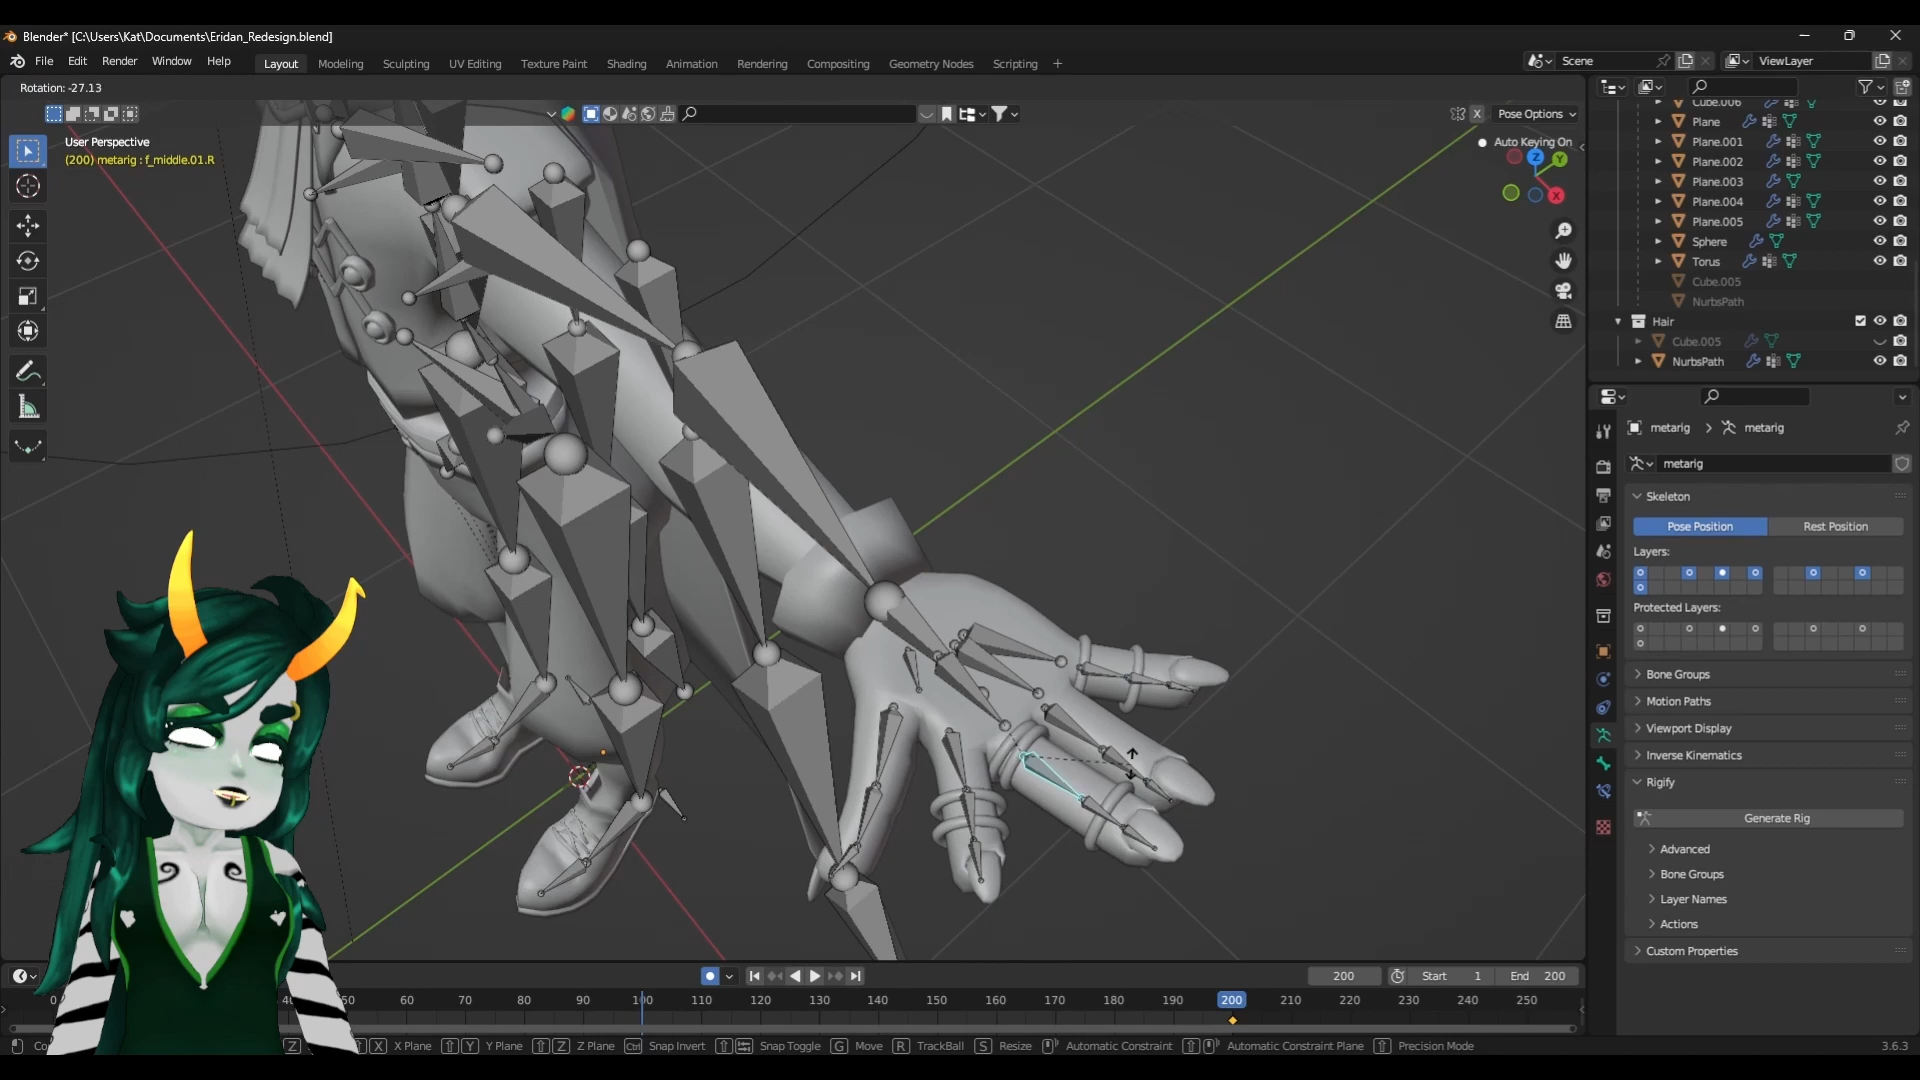 Blender* [C:\Users\Kat\Documents\Eridan_Redesign.blend]
File Edit Render Window Help Layout Modeling Sculpting UV Editing Texture Paint Shading Animation Rendering Compositing Geometry Nodes Scripting + Scene ViewLayer
Rotation: -27.13
X Pose Options
User Perspective
(200) metarig : f_middle.01.R
Auto Keying On
Z Y X
Cube.006
Plane
Plane.001
Plane.002
Plane.003
Plane.004
Plane.005
Sphere
Torus
Cube.005
NurbsPath
Hair
Cube.005
NurbsPath
metarig > metarig
metarig
Skeleton
Pose Position Rest Position
Layers:
Protected Layers:
Bone Groups
Motion Paths
Viewport Display
Inverse Kinematics
Rigify
Generate Rig
Advanced
Bone Groups
Layer Names
Actions
Custom Properties
200 Start 1 End 200
0 40 50 60 70 80 90 100 110 120 130 140 150 160 170 180 190 200 210 220 230 240 250
Co Z X X Plane Y Y Plane Z Z Plane Ctrl Snap Invert Snap Toggle G Move R TrackBall S Resize Automatic Constraint Automatic Constraint Plane Precision Mode 3.6.3